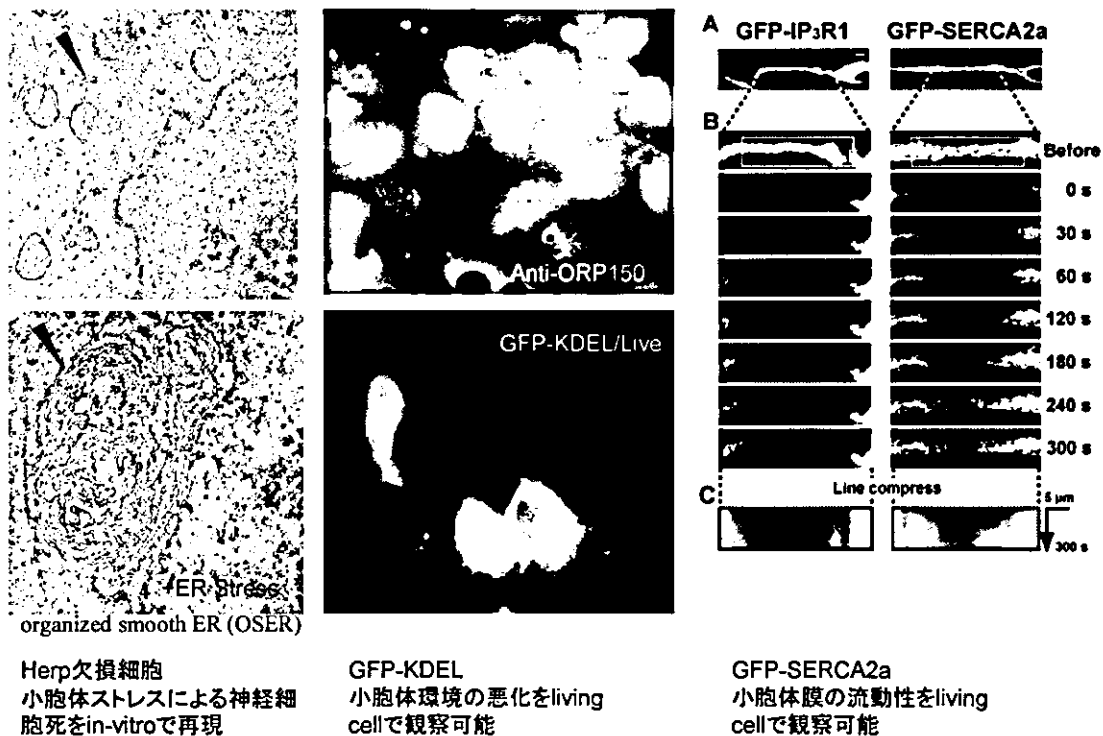 +ER Stress
organized smooth ER (OSER)
Herp欠損細胞
小胞体ストレスによる神経細
胞死をin-vitroで再現
Anti-ORP150
GFP-KDEL/Live
GFP-KDEL
小胞体環境の悪化をliving
cellで観察可能
A
GFP-IP₃R1
GFP-SERCA2a
B
Before
0 s
30 s
60 s
120 s
180 s
240 s
300 s
C
Line compress
5 µm
300 s
GFP-SERCA2a
小胞体膜の流動性をliving
cellで観察可能